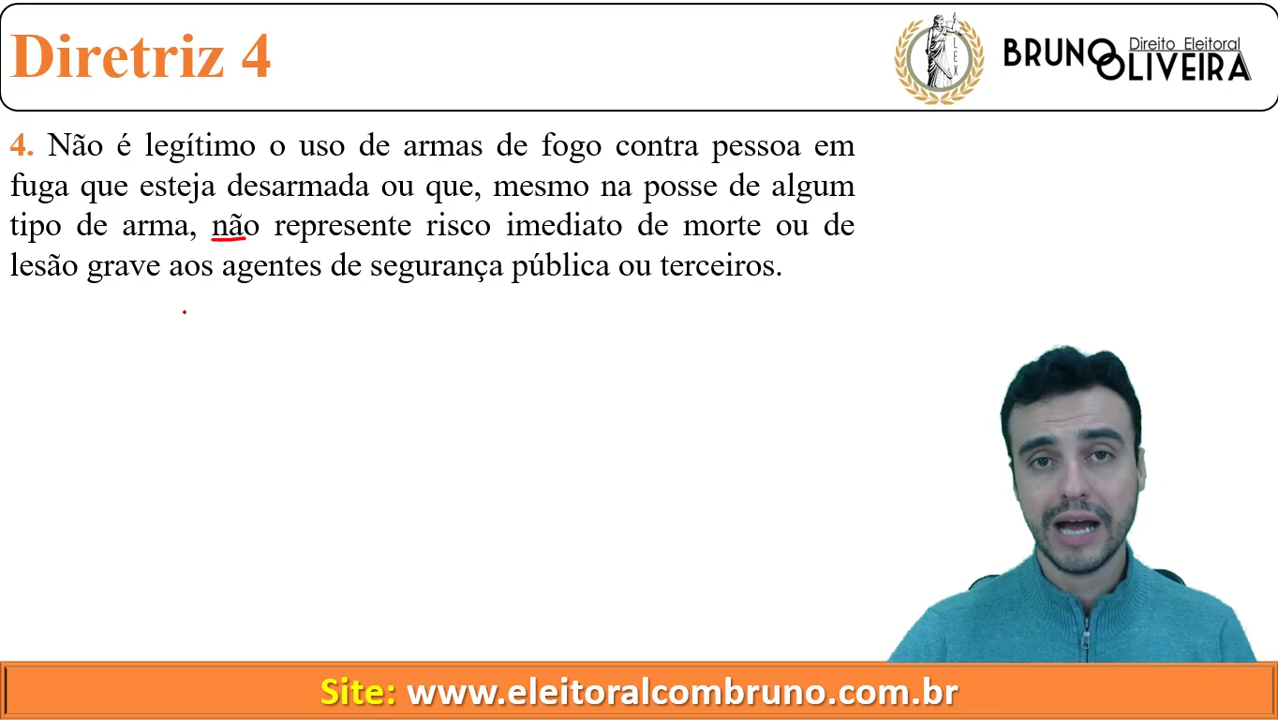 Diretriz 4
LEX
BRUNO OLIVEIRA
Direito Eleitoral
4. Não é legítimo o uso de armas de fogo contra pessoa em
fuga que esteja desarmada ou que, mesmo na posse de algum
tipo de arma, não represente risco imediato de morte ou de
lesão grave aos agentes de segurança pública ou terceiros.
Site: www.eleitoralcombruno.com.br